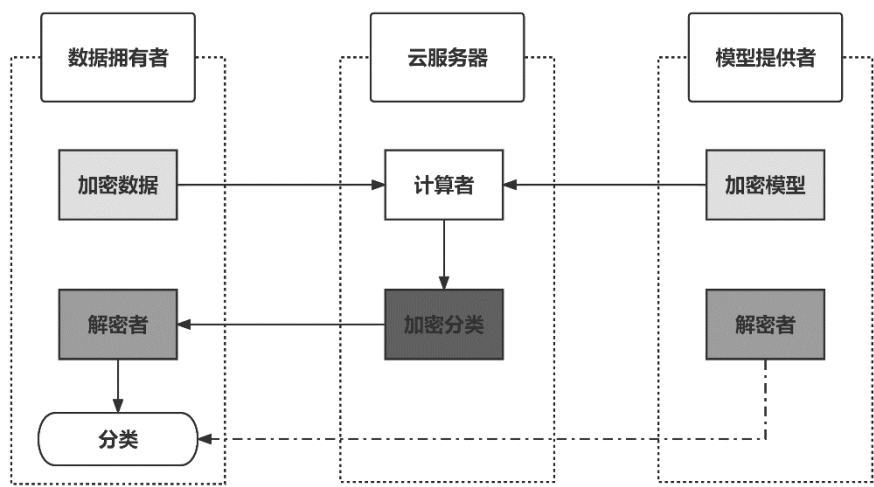 数据拥有者
云服务器
模型提供者
加密数据
计算者
加密模型
解密者
加密分类
解密者
分类